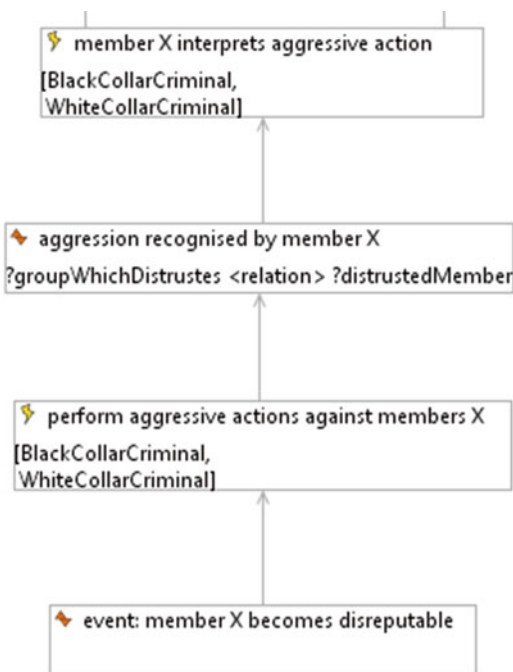 member X interprets aggressive action
[BlackCollarCriminal,
WhiteCollarCriminal]
aggression recognised by member X
?groupWhichDistrustes <relation> ?distrustedMember
perform aggressive actions against members X
[BlackCollarCriminal,
WhiteCollarCriminal]
event: member X becomes disreputable